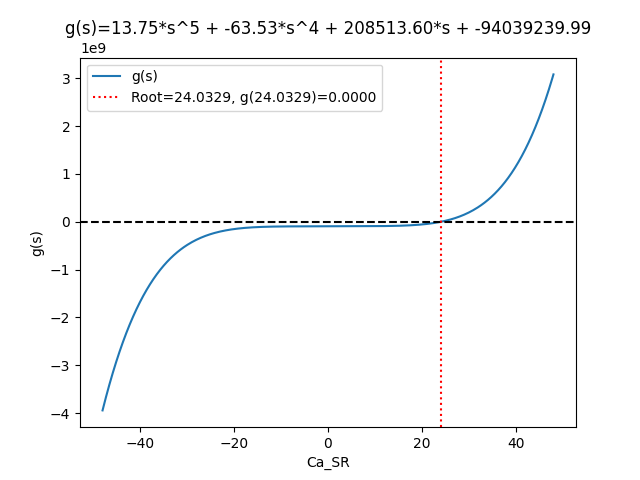 g(s)=13.75*s^5 + -63.53*s^4 + 208513.60*s + -94039239.99
1e9
g(s)
Root=24.0329, g(24.0329)=0.0000
3
2
1
0
−1
−2
−3
−4
g(s)
−40
−20
0
20
40
Ca_SR